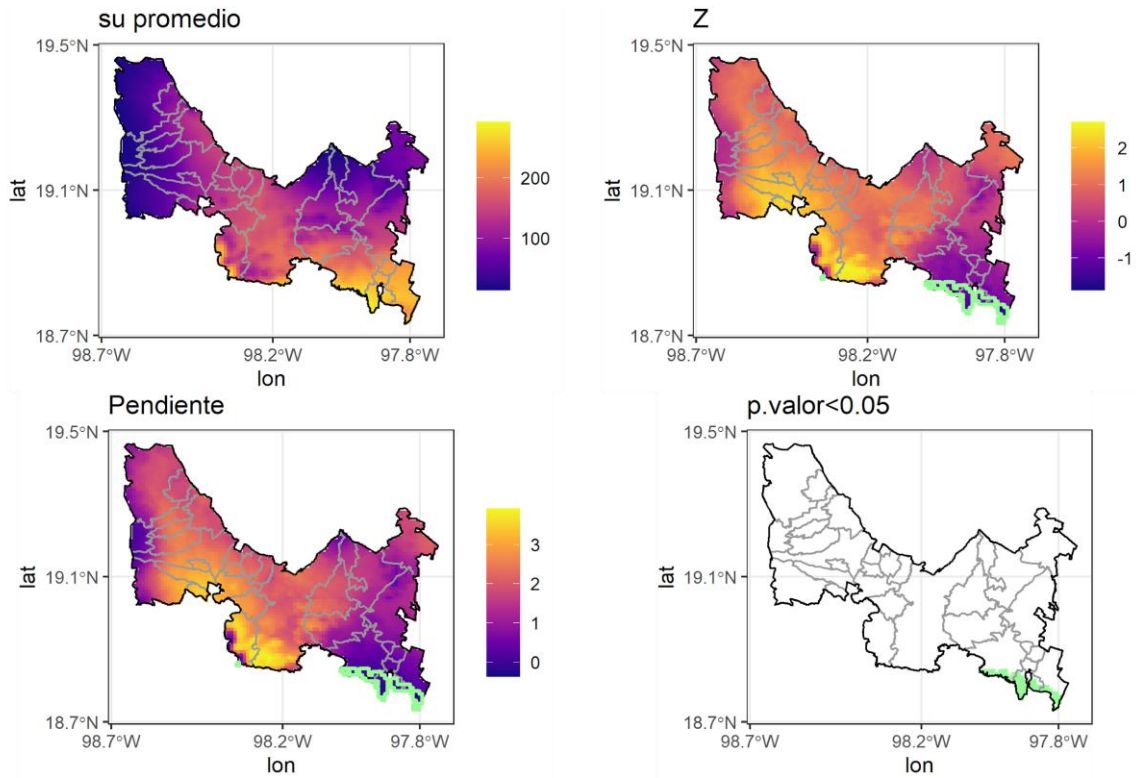 su promedio
19.5°N
19.1°N
18.7°N
lat
98.7°W
98.2°W
97.8°W
lon
200
100
Z
19.5°N
19.1°N
18.7°N
lat
98.7°W
98.2°W
97.8°W
lon
2
1
0
-1
Pendiente
19.5°N
19.1°N
18.7°N
lat
98.7°W
98.2°W
97.8°W
lon
3
2
1
0
p.valor<0.05
19.5°N
19.1°N
18.7°N
lat
98.7°W
98.2°W
97.8°W
lon